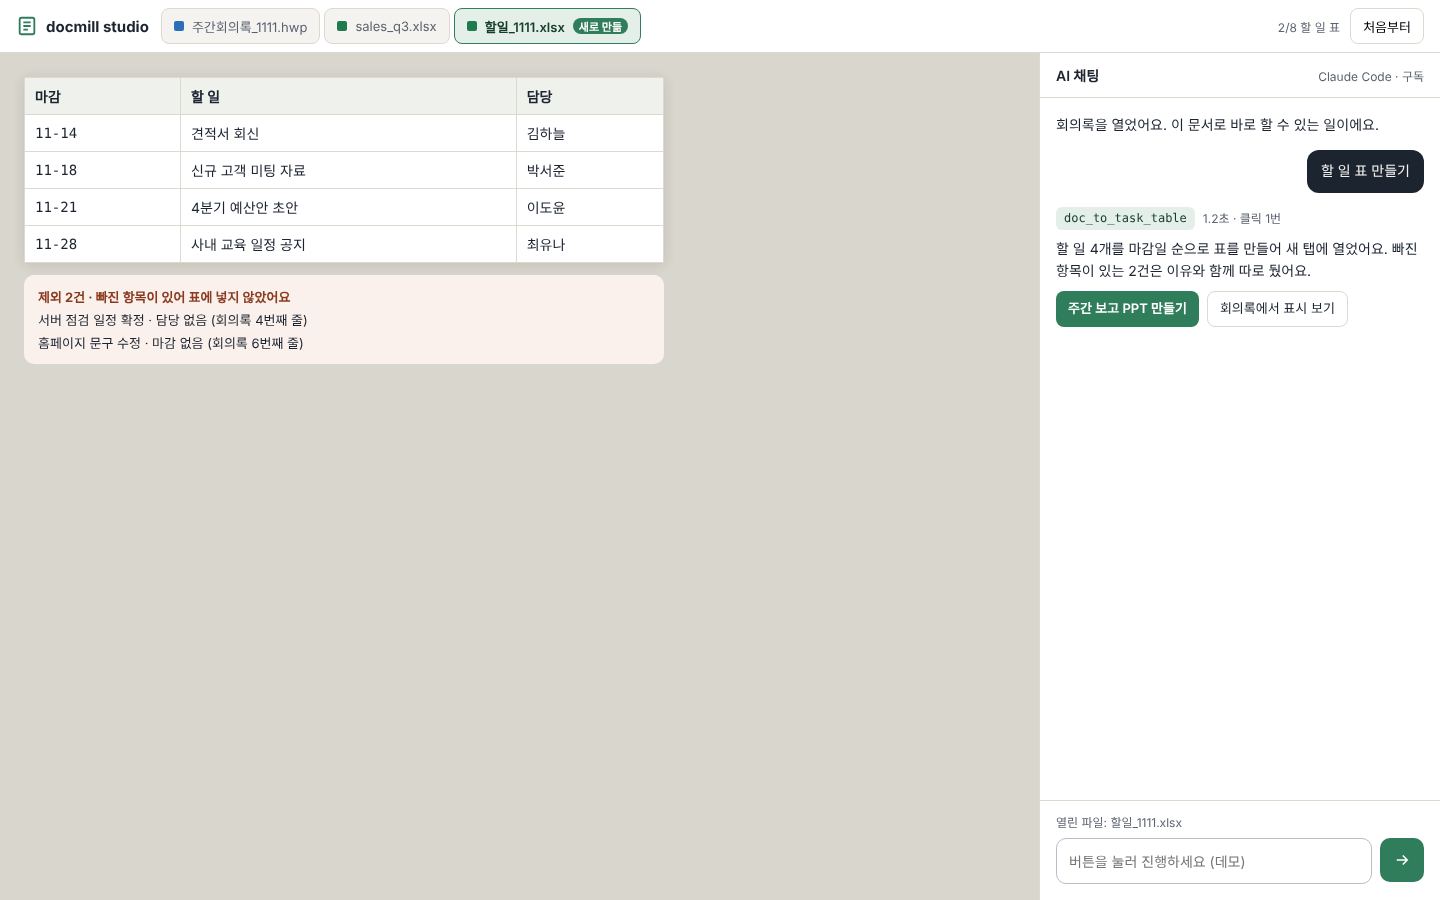 docmill studio
주간회의록_1111.hwp
sales_q3.xlsx
할일_1111.xlsx 새로 만듦
2/8 할 일 표
처음부터
마감 할 일 담당
11-14 견적서 회신 김하늘
11-18 신규 고객 미팅 자료 박서준
11-21 4분기 예산안 초안 이도윤
11-28 사내 교육 일정 공지 최유나
제외 2건 · 빠진 항목이 있어 표에 넣지 않았어요
서버 점검 일정 확정 · 담당 없음 (회의록 4번째 줄)
홈페이지 문구 수정 · 마감 없음 (회의록 6번째 줄)
AI 채팅
Claude Code · 구독
회의록을 열었어요. 이 문서로 바로 할 수 있는 일이에요.
할 일 표 만들기
doc_to_task_table 1.2초 · 클릭 1번
할 일 4개를 마감일 순으로 표를 만들어 새 탭에 열었어요. 빠진
항목이 있는 2건은 이유와 함께 따로 뒀어요.
주간 보고 PPT 만들기
회의록에서 표시 보기
열린 파일: 할일_1111.xlsx
버튼을 눌러 진행하세요 (데모)
→